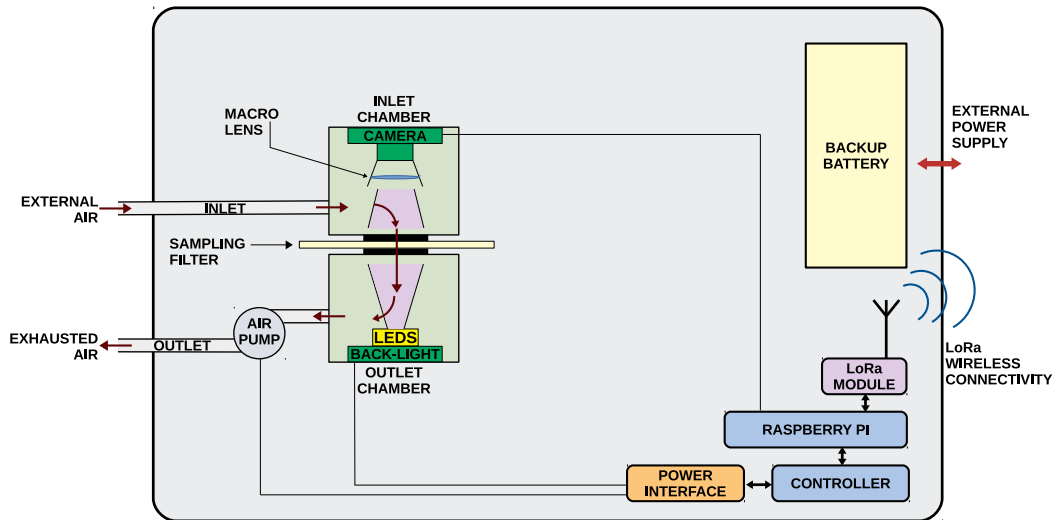 INLET
CHAMBER
CAMERA
MACRO
LENS
EXTERNAL
AIR
INLET
SAMPLING
FILTER
AIR
PUMP
EXHAUSTED
AIR
OUTLET
LEDS
BACK-LIGHT
OUTLET
CHAMBER
BACKUP
BATTERY
EXTERNAL
POWER
SUPPLY
LoRa
WIRELESS
CONNECTIVITY
LoRa
MODULE
RASPBERRY PI
POWER
INTERFACE
CONTROLLER